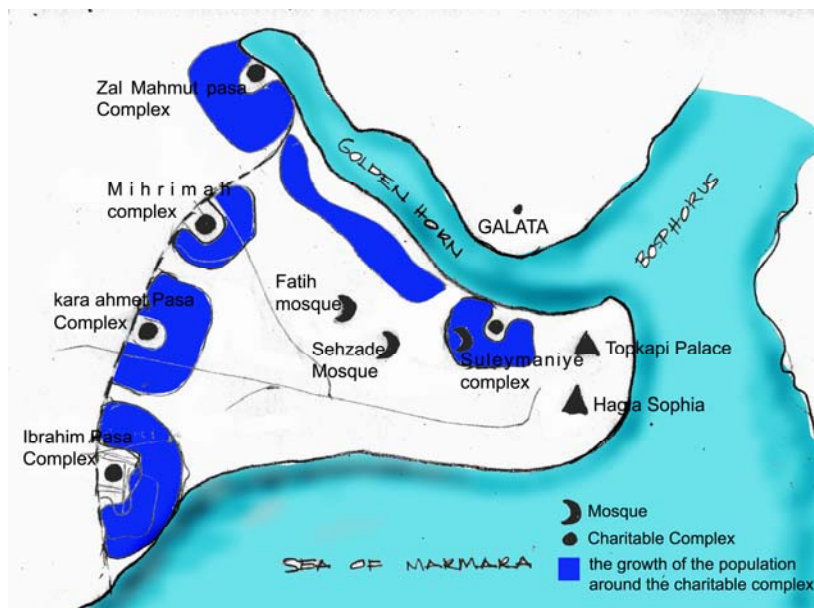 Zal Mahmut pasa
Complex
Mihrimah
complex
kara ahmet Pasa
Complex
Ibrahim Pasa
Complex
Fatih
mosque
Sehzade
Mosque
GOLDEN HORN
GALATA
BOSPHORUS
Suleymaniye
complex
Topkapi Palace
Hagia Sophia
SEA OF MARMARA
Mosque
Charitable Complex
the growth of the population
around the charitable complex